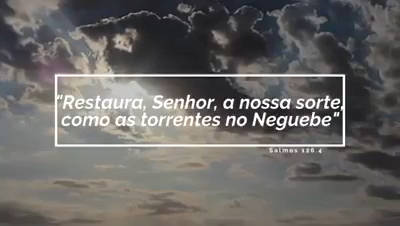 "Restaura, Senhor, a nossa sorte,
como as torrentes no Neguebe"
Salmos 126.4